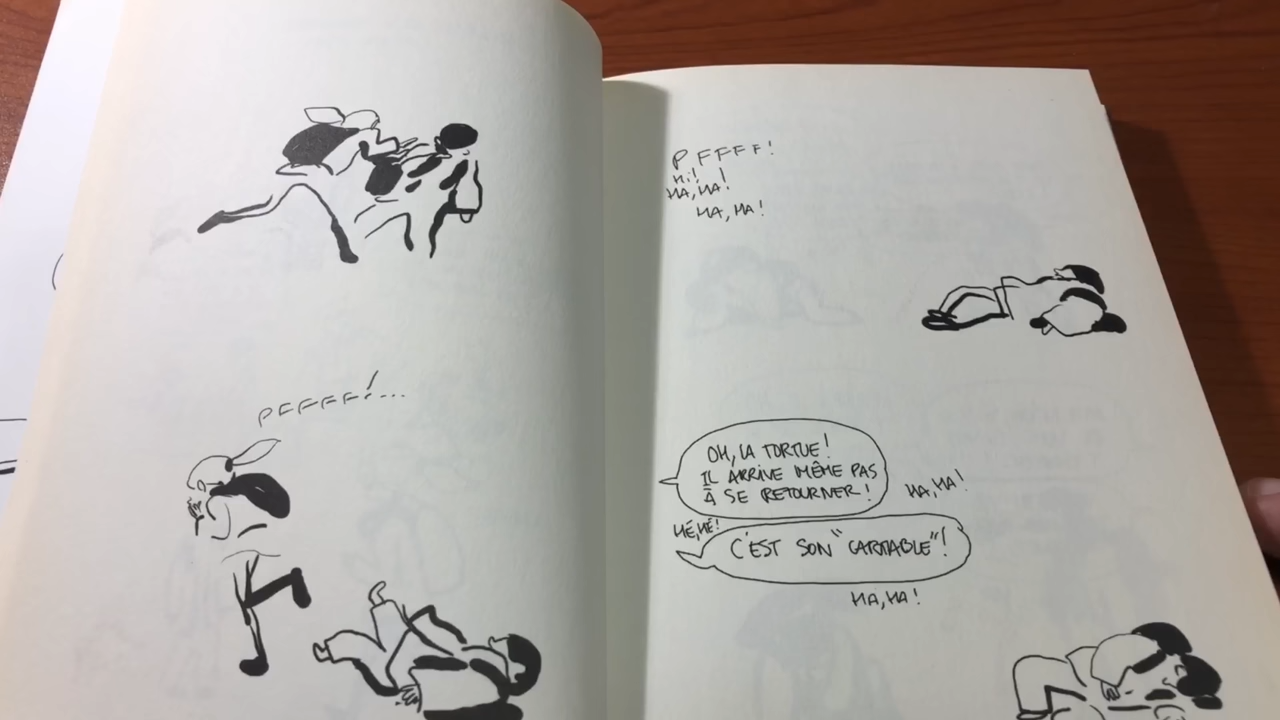 PFFFF!...
PFFFF!
Hi! !
HA, HA!
HA, HA!
OH, LA TORTUE!
IL ARRIVE MÊME PAS
À SE RETOURNER!
HA, HA!
HÉ, HÉ!
C'EST SON "CARTABLE"!
HA, HA!